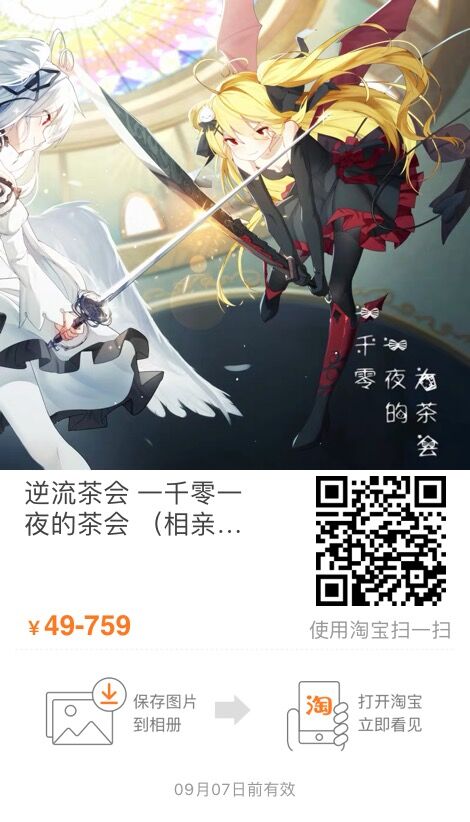 一千零一
夜的茶会
逆流茶会 一千零一
夜的茶会 （相亲...
¥49-759
使用淘宝扫一扫
保存图片
到相册
淘
打开淘宝
立即看见
09月07日前有效